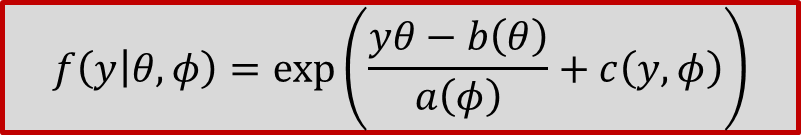 f(y|θ, ϕ) = exp((yθ − b(θ))/a(ϕ) + c(y, ϕ))